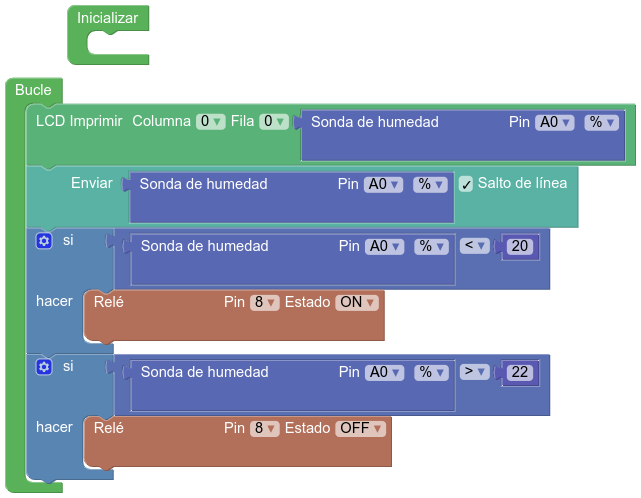 Inicializar
Bucle
LCD Imprimir Columna 0 Fila 0 Sonda de humedad Pin A0 %
Enviar Sonda de humedad Pin A0 % ✓ Salto de línea
si Sonda de humedad Pin A0 % < 20
hacer Relé Pin 8 Estado ON
si Sonda de humedad Pin A0 % > 22
hacer Relé Pin 8 Estado OFF